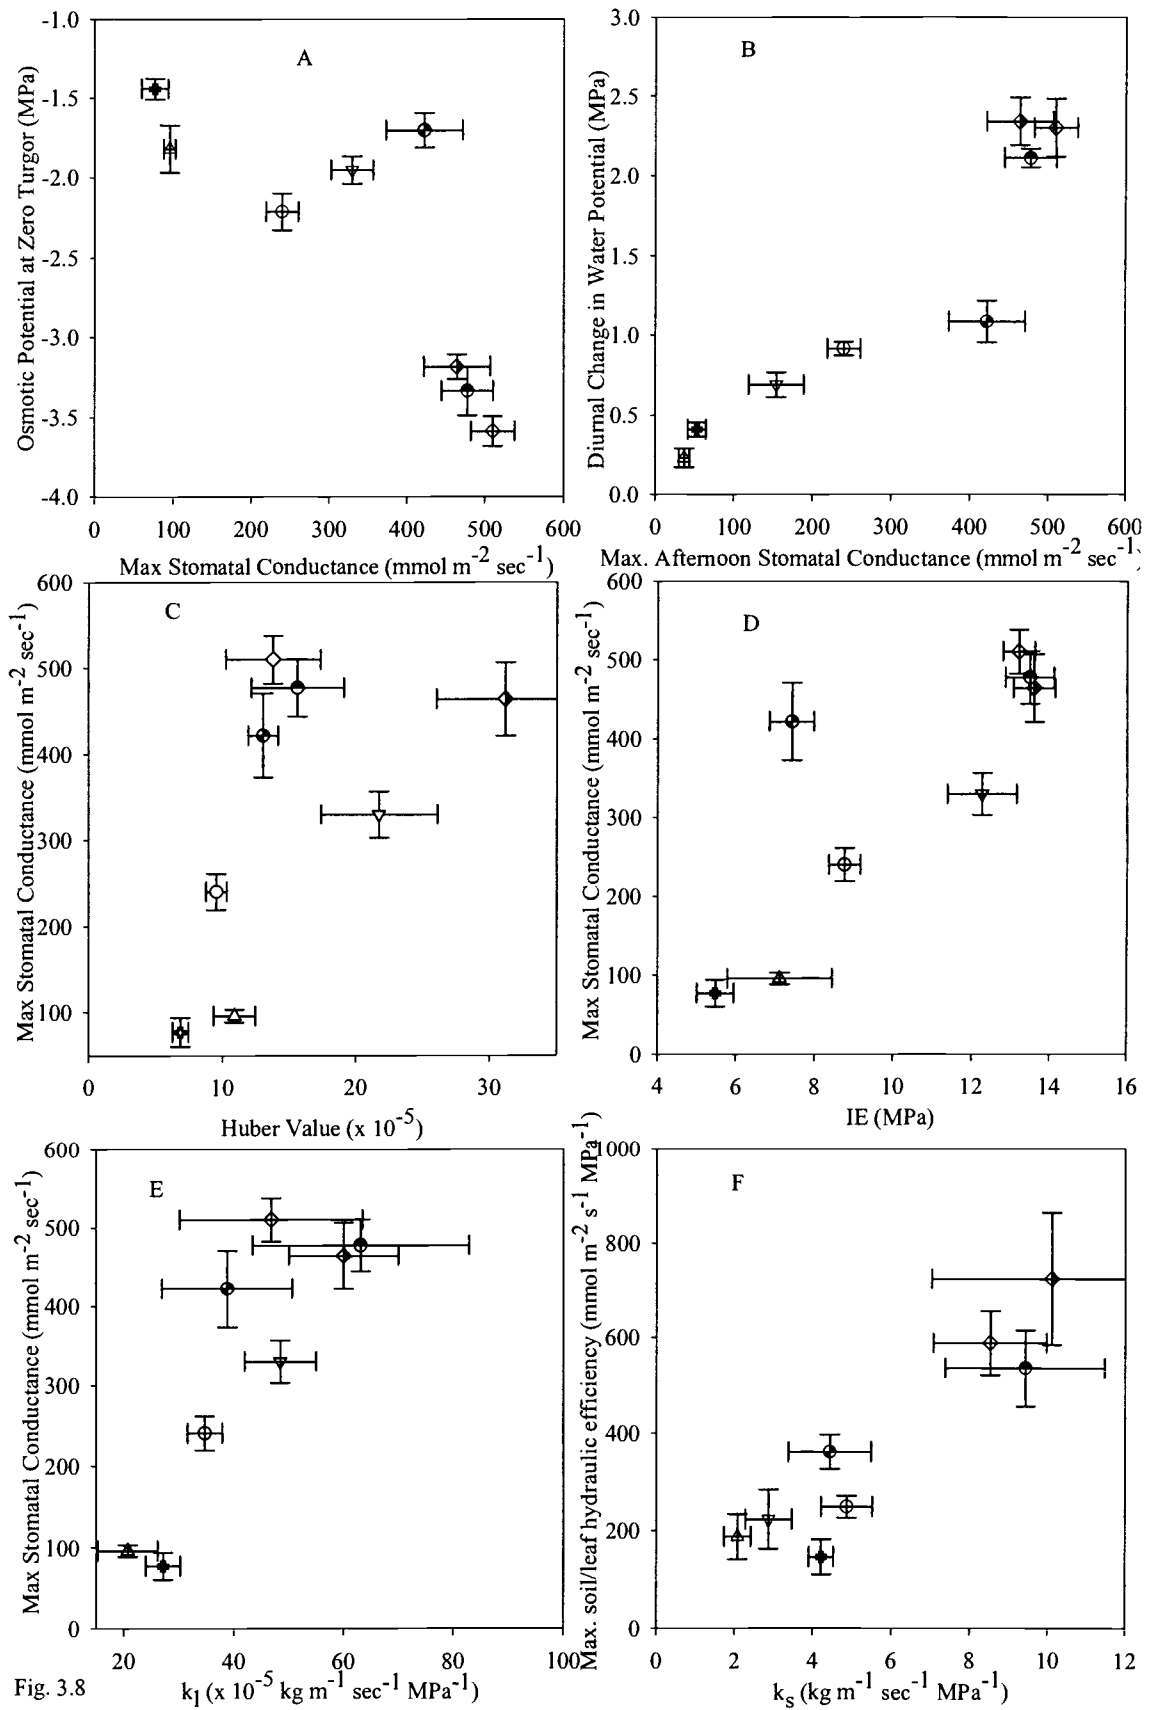 A
Osmotic Potential at Zero Turgor (MPa)
-1.0
-1.5
-2.0
-2.5
-3.0
-3.5
-4.0
0 100 200 300 400 500 600
Max Stomatal Conductance (mmol m⁻² sec⁻¹)
B
Diurnal Change in Water Potential (MPa)
3.0
2.5
2.0
1.5
1.0
0.5
0.0
0 100 200 300 400 500 600
Max. Afternoon Stomatal Conductance (mmol m⁻² sec⁻¹)
C
Max Stomatal Conductance (mmol m⁻² sec⁻¹)
600
500
400
300
200
100
0 10 20 30
Huber Value (x 10⁻⁵)
D
Max Stomatal Conductance (mmol m⁻² sec⁻¹)
600
500
400
300
200
100
0
4 6 8 10 12 14 16
IE (MPa)
E
Max Stomatal Conductance (mmol m⁻² sec⁻¹)
600
500
400
300
200
100
0
20 40 60 80 100
k₁ (x 10⁻⁵ kg m⁻¹ sec⁻¹ MPa⁻¹)
F
Max. soil/leaf hydraulic efficiency (mmol m⁻² s⁻¹ MPa⁻¹)
1000
800
600
400
200
0
0 2 4 6 8 10 12
kₛ (kg m⁻¹ sec⁻¹ MPa⁻¹)
Fig. 3.8